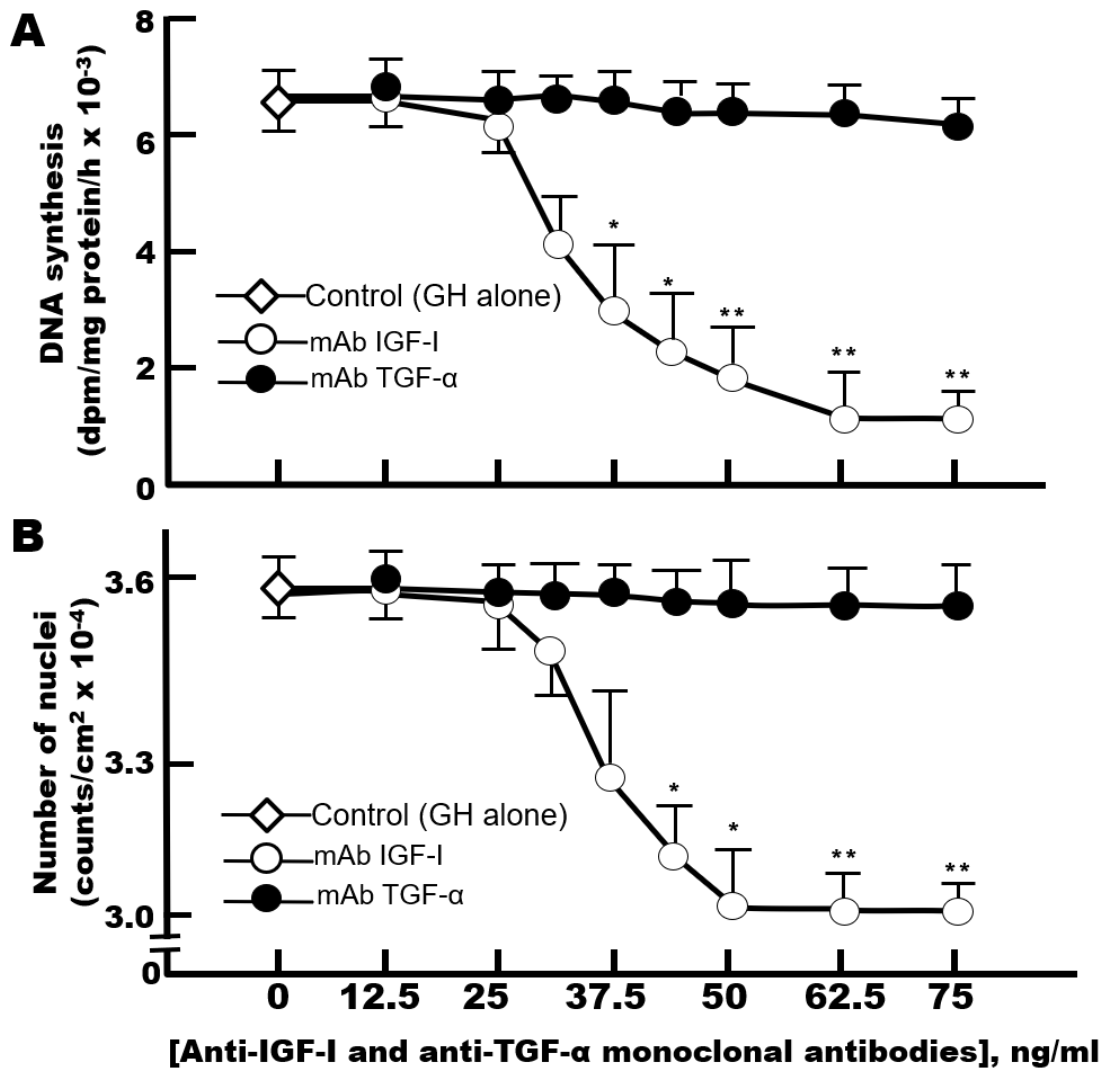 A
8
6
4
2
0
DNA synthesis
(dpm/mg protein/h x 10⁻³)
*
*
**
**
**
Control (GH alone)
mAb IGF-I
mAb TGF-α
B
3.6
3.3
3.0
0
Number of nuclei
(counts/cm² x 10⁻⁴)
*
*
**
**
Control (GH alone)
mAb IGF-I
mAb TGF-α
0 12.5 25 37.5 50 62.5 75
[Anti-IGF-I and anti-TGF-α monoclonal antibodies], ng/ml